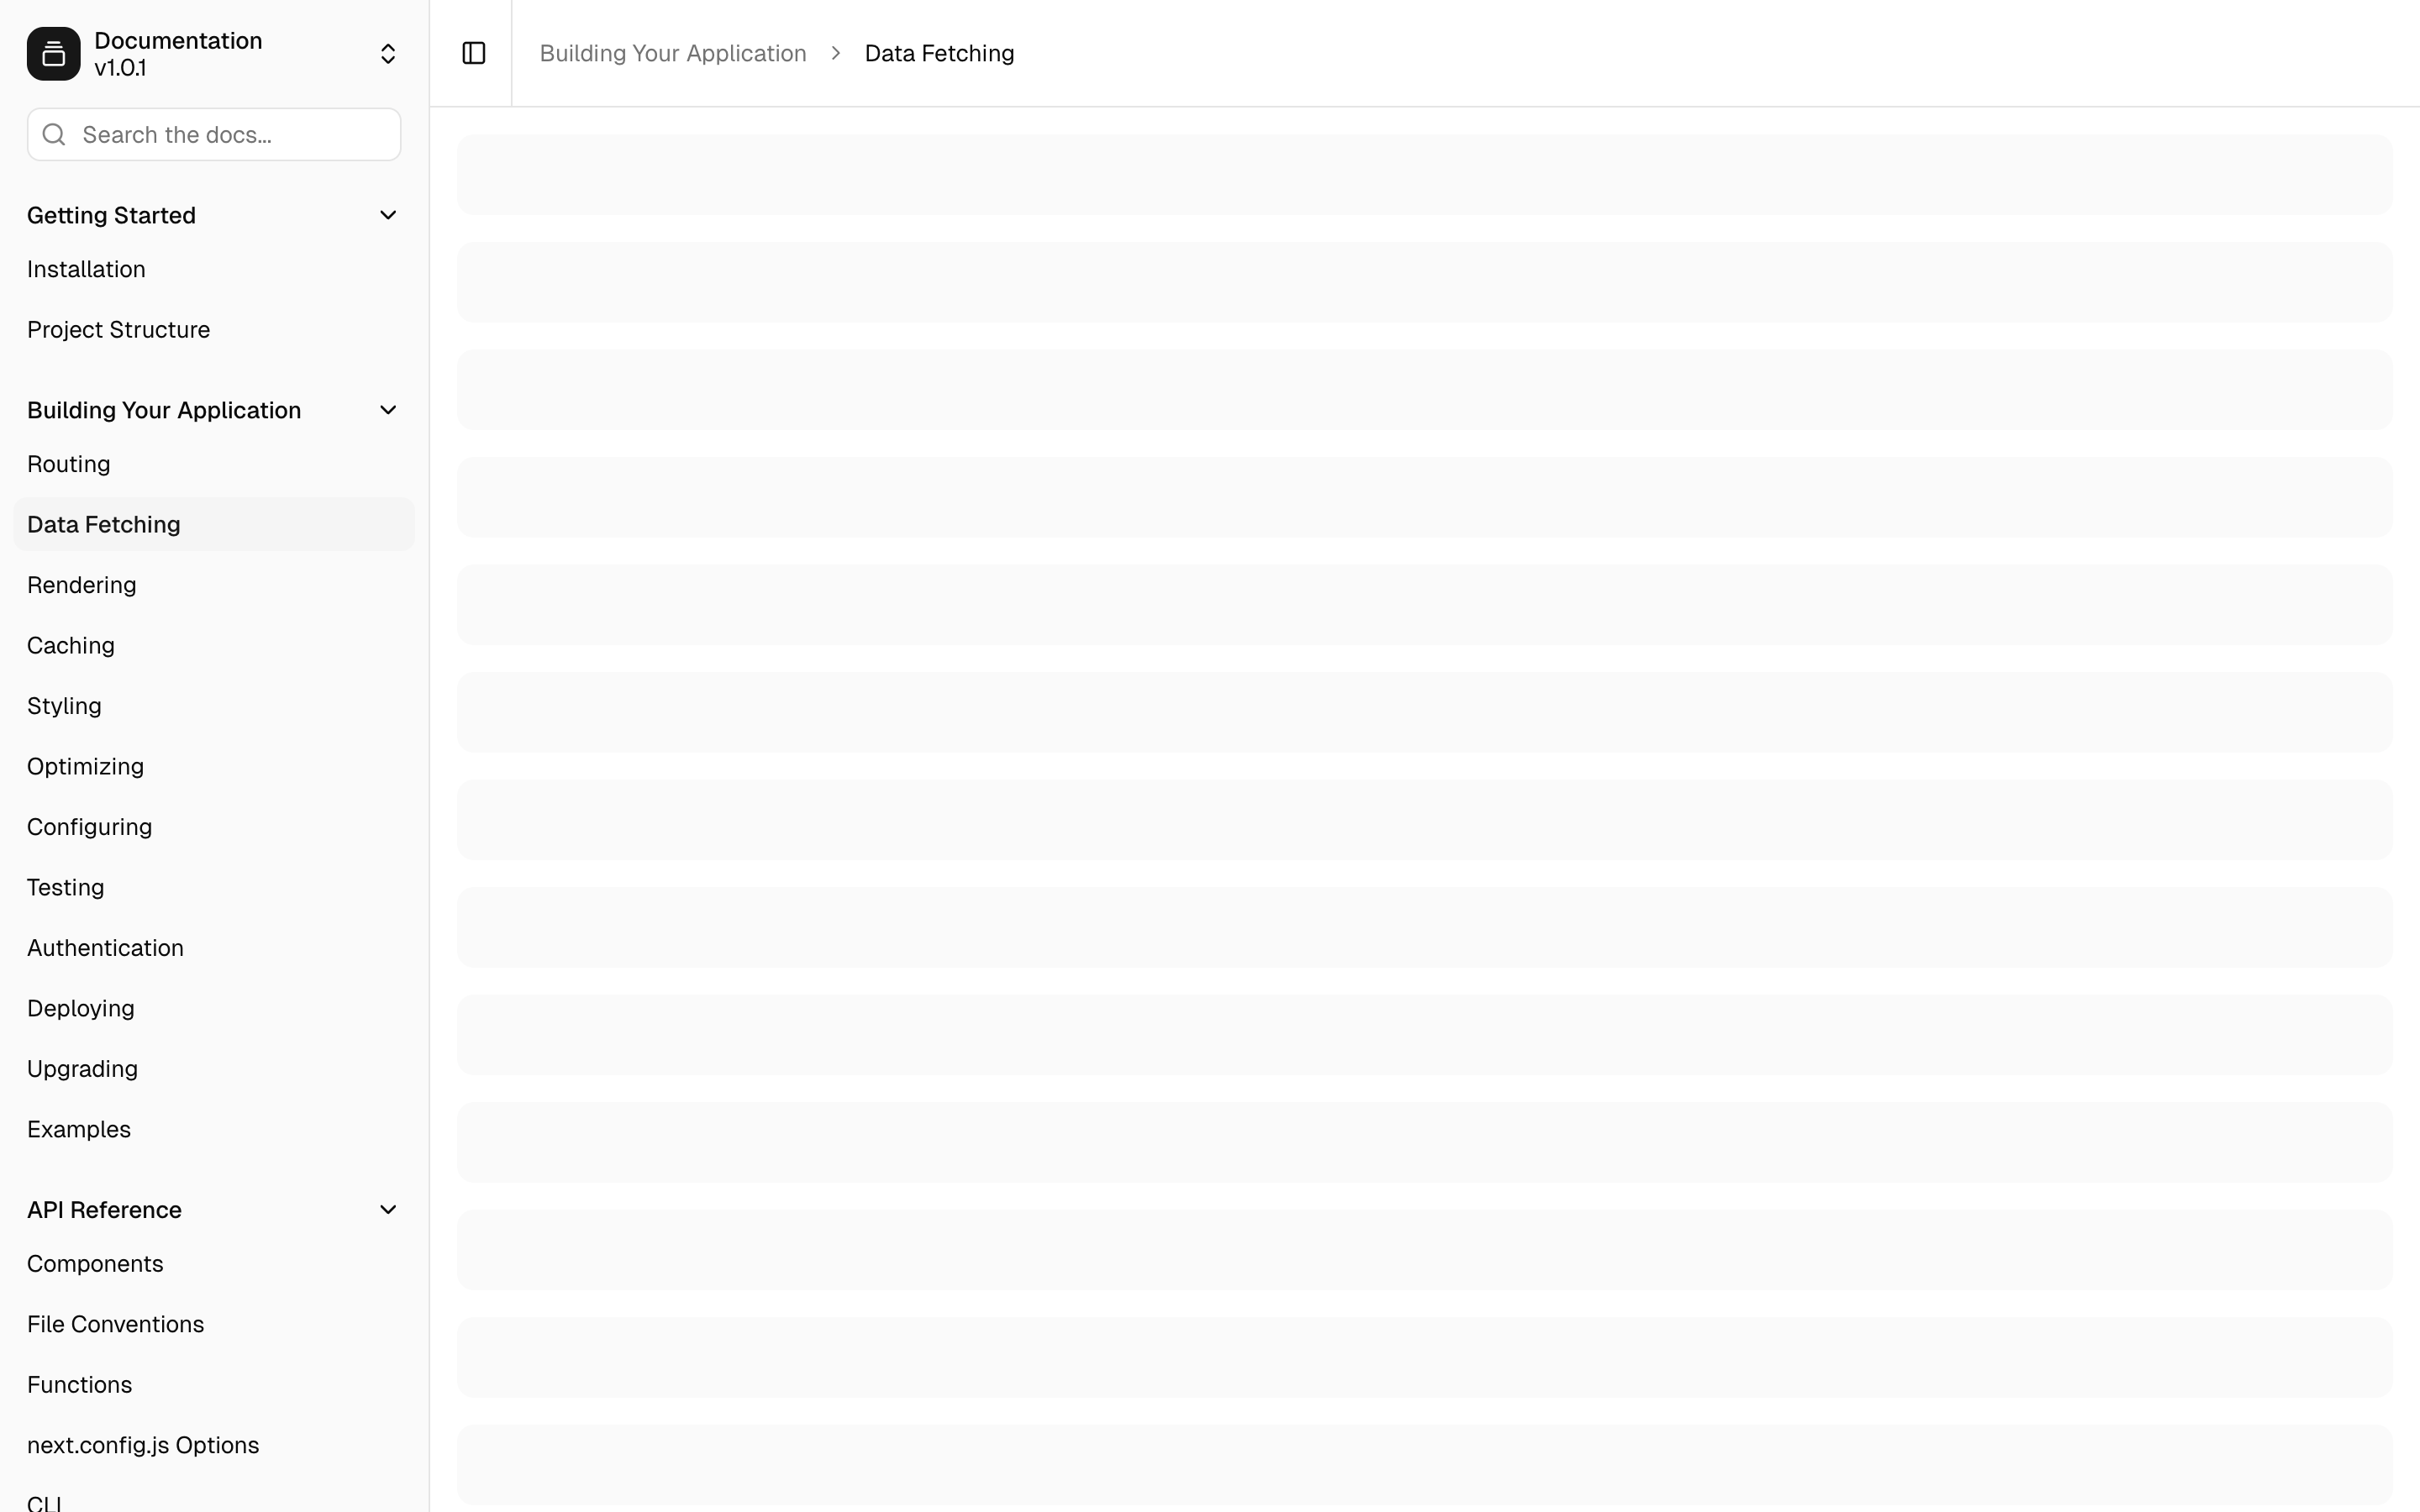 Documentation
v1.0.1
Search the docs...
Getting Started
Installation
Project Structure
Building Your Application
Routing
Data Fetching
Rendering
Caching
Styling
Optimizing
Configuring
Testing
Authentication
Deploying
Upgrading
Examples
API Reference
Components
File Conventions
Functions
next.config.js Options
CLI
Building Your Application
Data Fetching